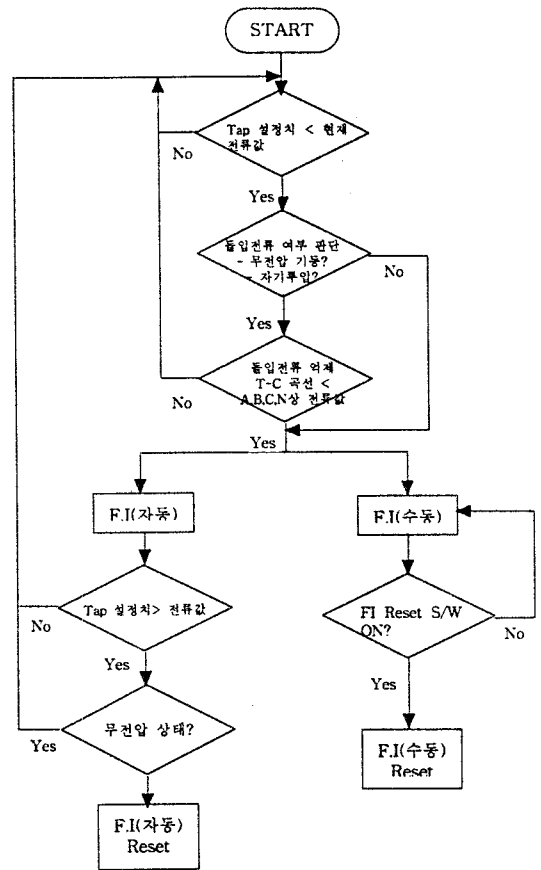 START
Tap 설정치 < 현재
전류값
No
Yes
돌입전류 여부 판단
- 무전압 기동?
- 자기투입?
No
Yes
돌입전류 억제
T-C 곡선 <
A,B,C,N상 전류값
No
Yes
F.I(자동)
F.I(수동)
Tap 설정치> 전류값
No
Yes
FI Reset S/W
ON?
No
Yes
무전압 상태?
Yes
F.I(자동)
Reset
F.I(수동)
Reset